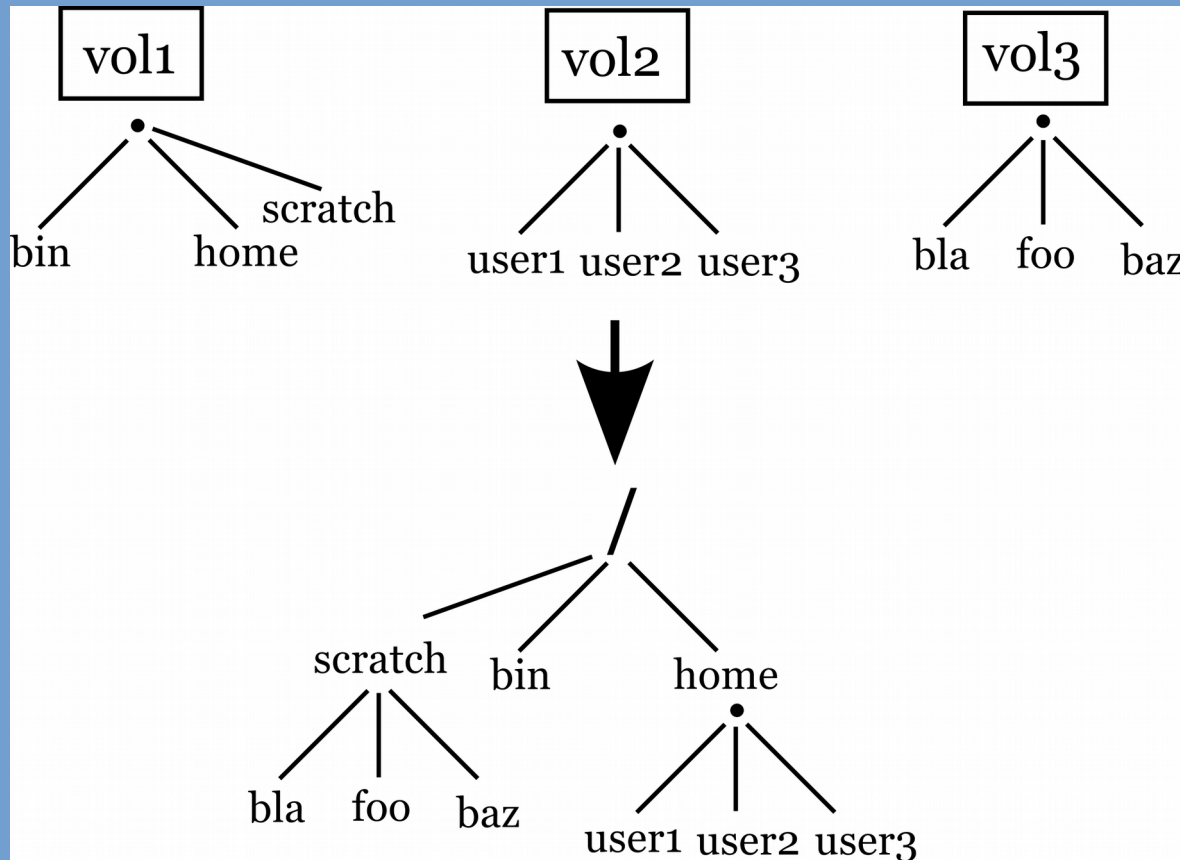 vol1 vol2 vol3
scratch
bin home
user1 user2 user3
bla foo baz
/
scratch bin home
bla foo baz
user1 user2 user3